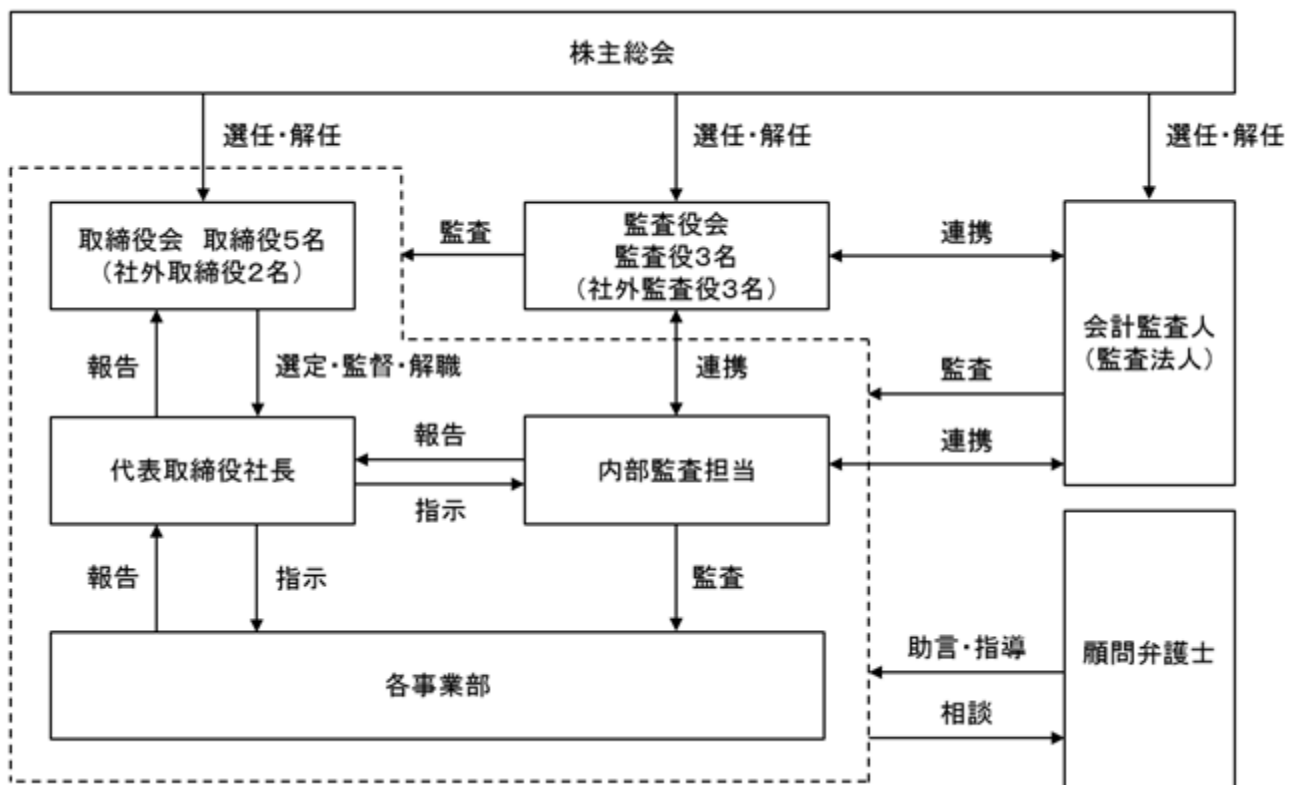 株主総会
選任・解任
選任・解任
選任・解任
取締役会 取締役5名
（社外取締役2名）
監査
監査役会
監査役3名
（社外監査役3名）
連携
会計監査人
（監査法人）
報告
選定・監督・解職
連携
監査
代表取締役社長
報告
指示
内部監査担当
連携
報告
指示
監査
各事業部
助言・指導
相談
顧問弁護士